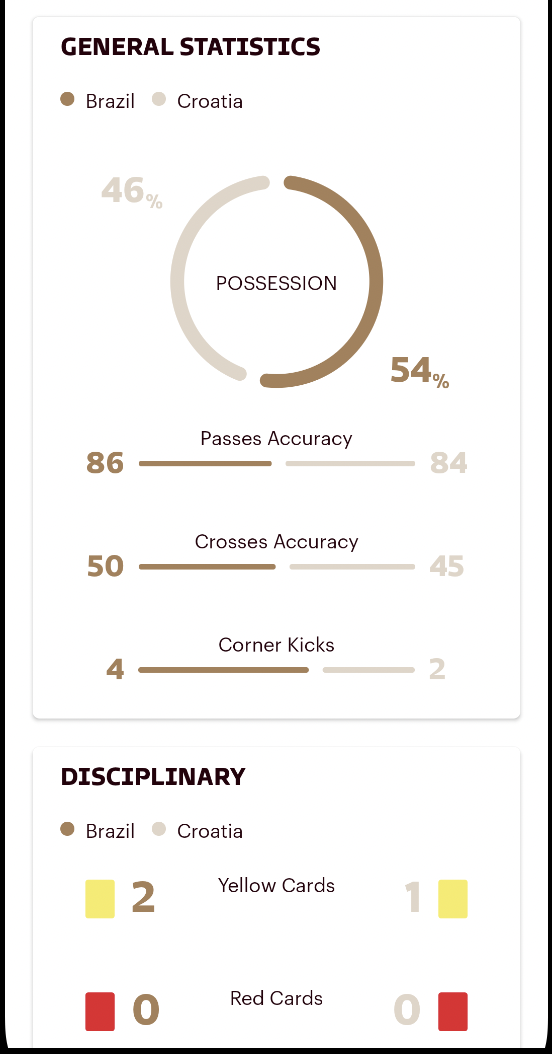 GENERAL STATISTICS
Brazil Croatia
46%
POSSESSION
54%
Passes Accuracy
86 84
Crosses Accuracy
50 45
Corner Kicks
4 2
DISCIPLINARY
Brazil Croatia
Yellow Cards
2 1
Red Cards
0 0